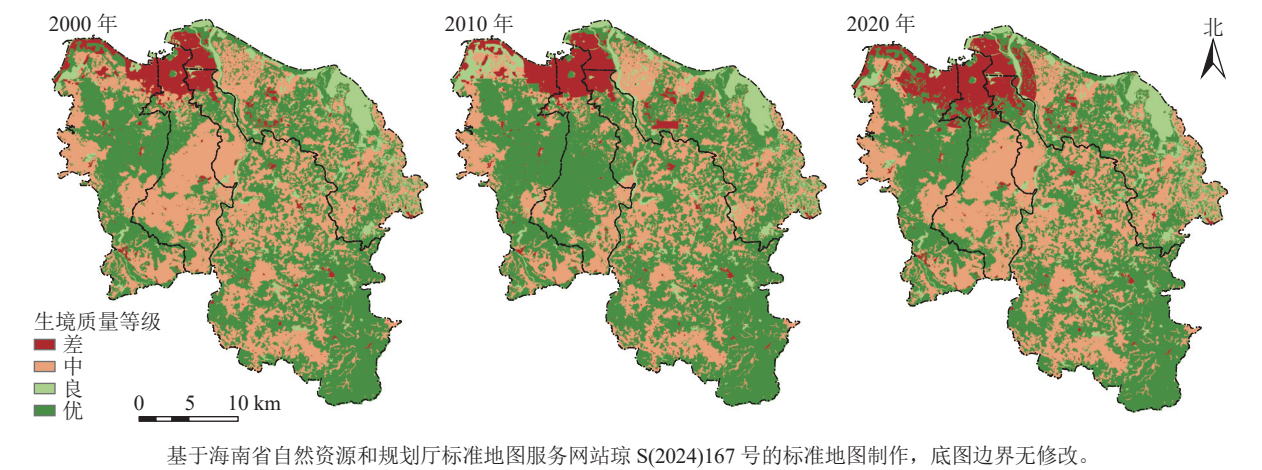 2000 年
2010 年
2020 年
北
生境质量等级
差
中
良
优
0 5 10 km
基于海南省自然资源和规划厅标准地图服务网站琼 S(2024)167 号的标准地图制作，底图边界无修改。